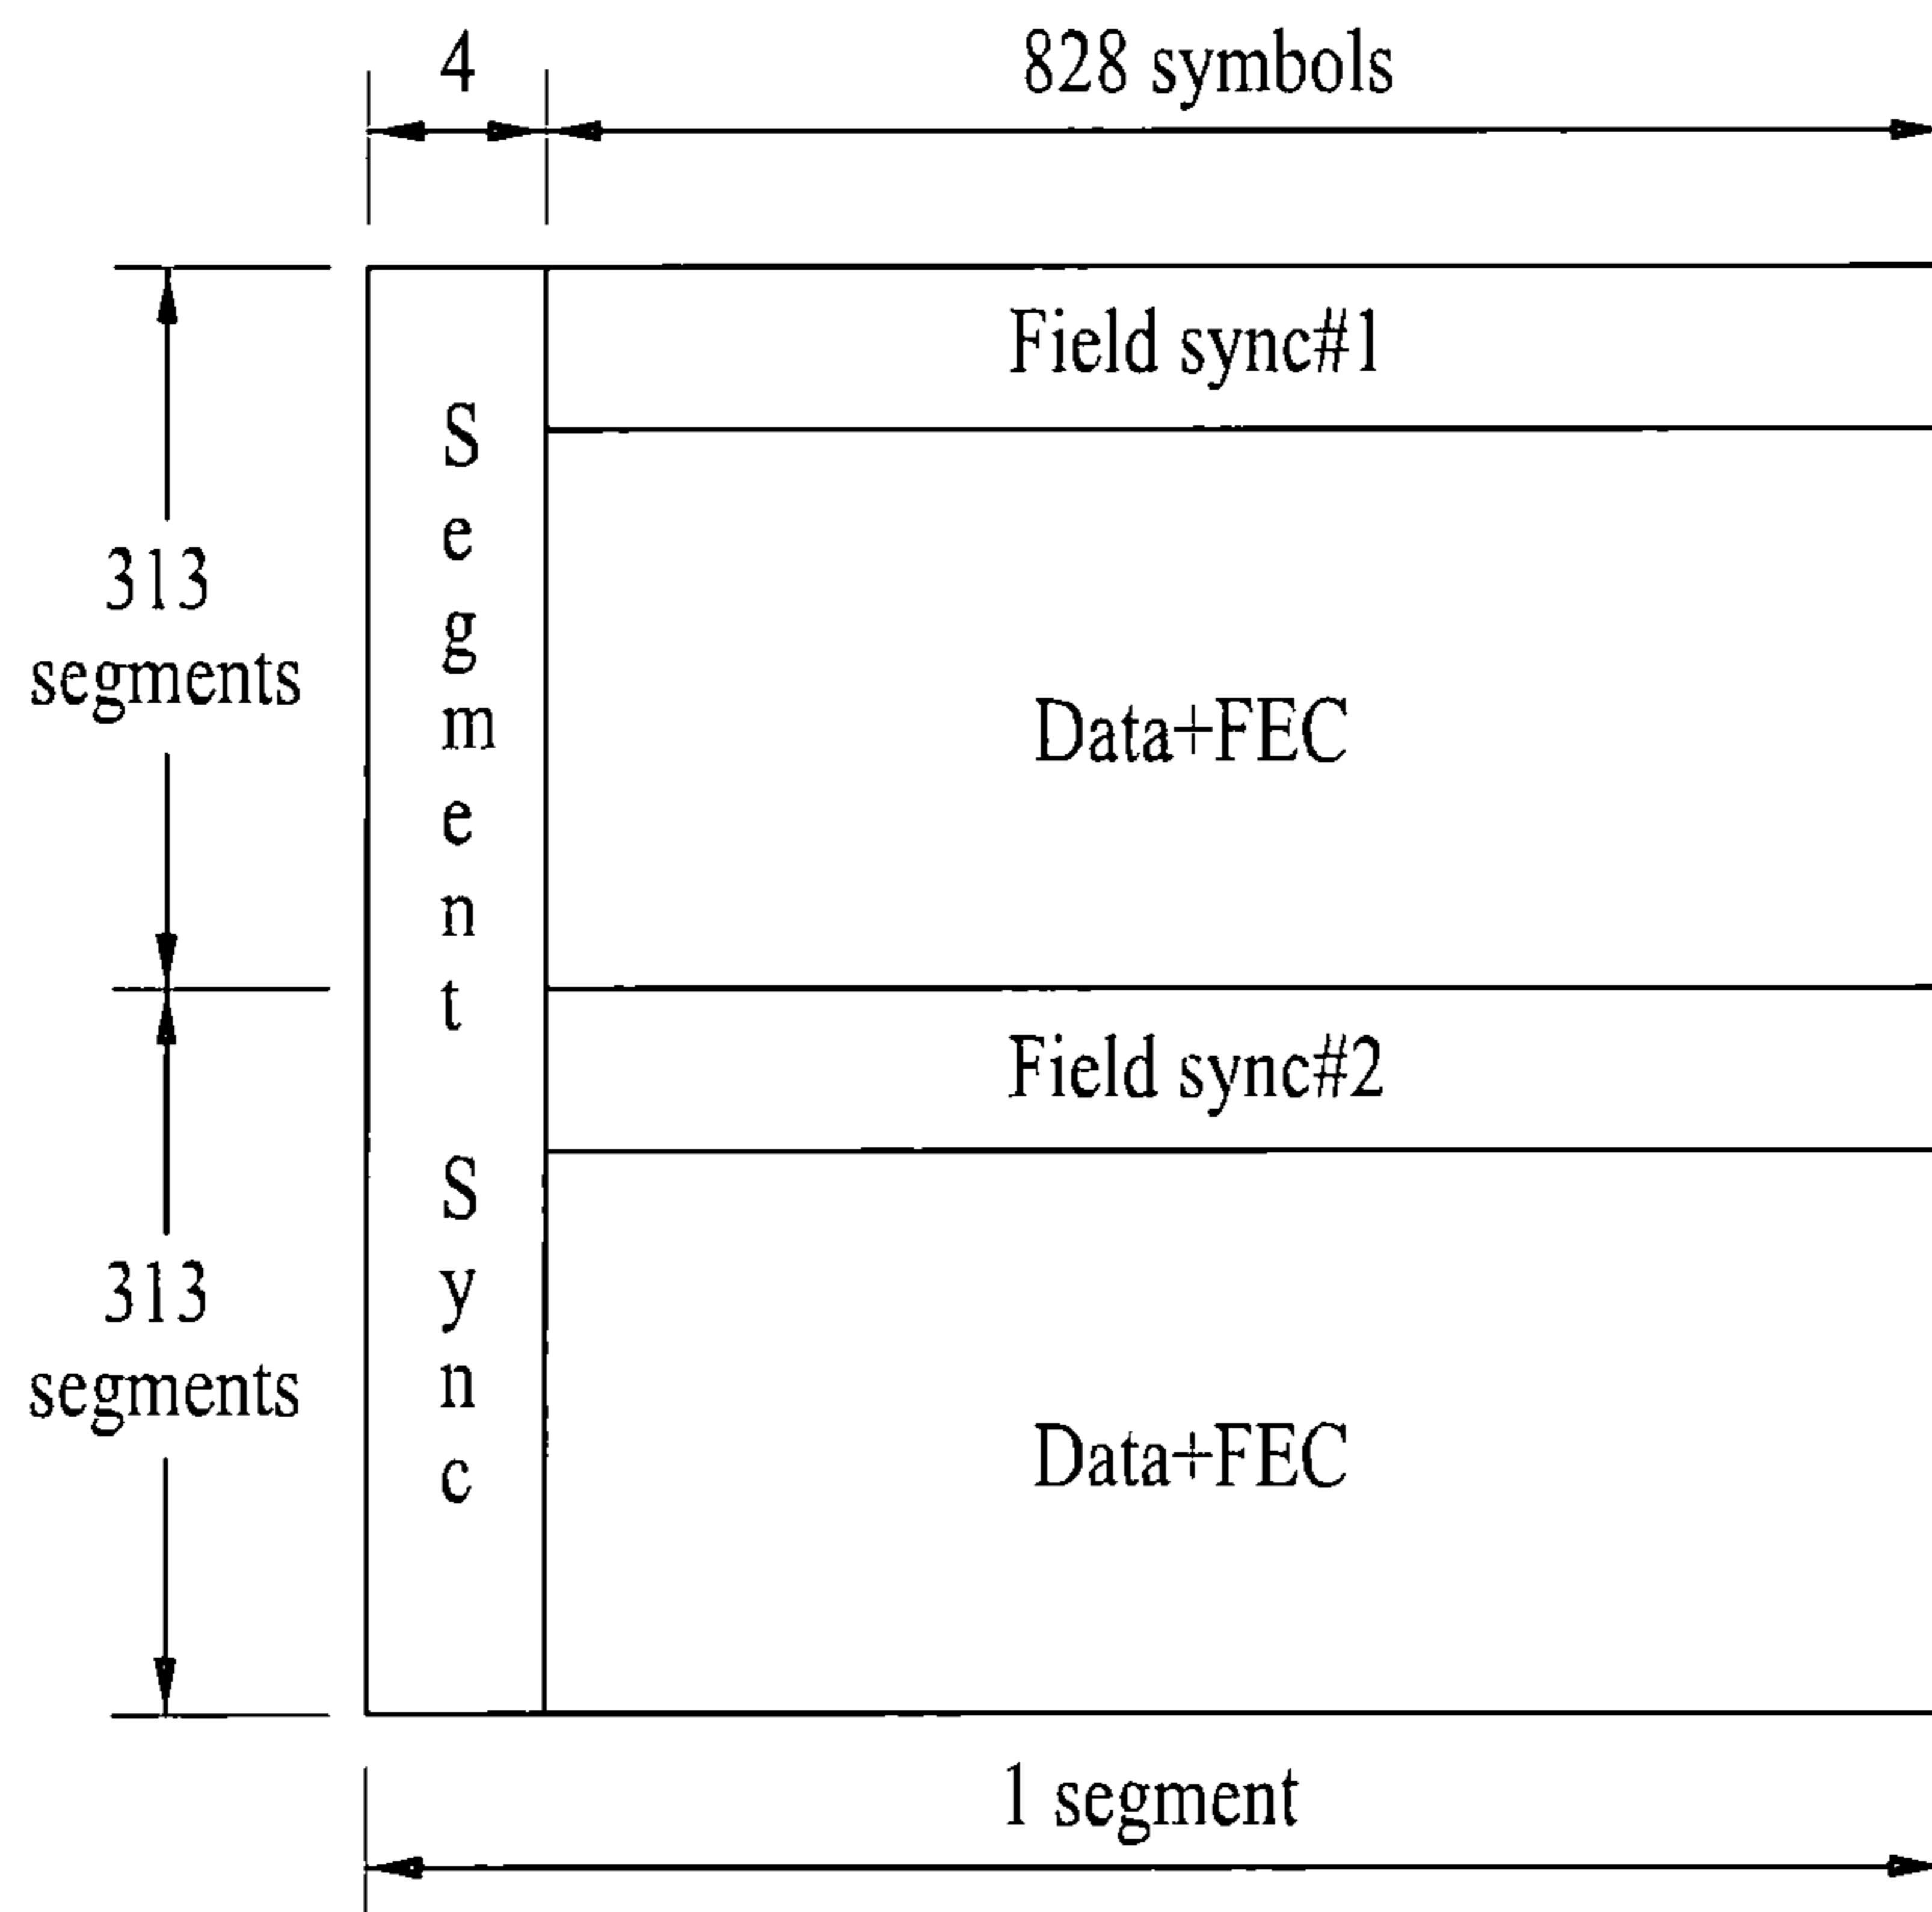 4
828 symbols
Field sync#1
Segment Sync
313
segments
Data+FEC
Field sync#2
313
segments
Data+FEC
1 segment